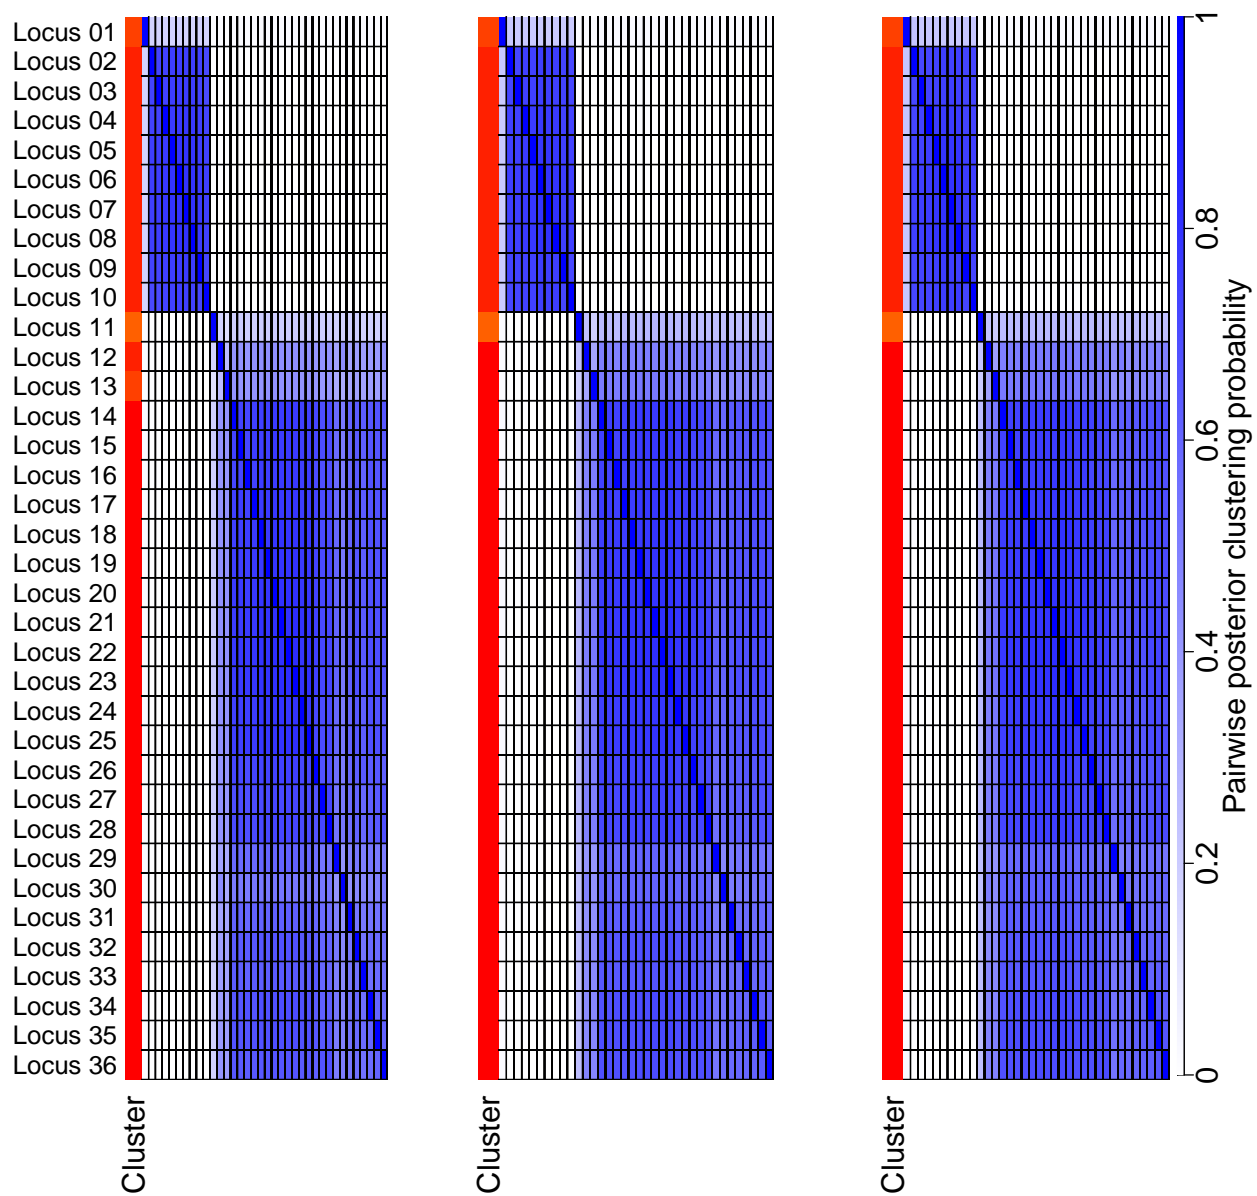 Locus 01
Locus 02
Locus 03
Locus 04
Locus 05
Locus 06
Locus 07
Locus 08
Locus 09
Locus 10
Locus 11
Locus 12
Locus 13
Locus 14
Locus 15
Locus 16
Locus 17
Locus 18
Locus 19
Locus 20
Locus 21
Locus 22
Locus 23
Locus 24
Locus 25
Locus 26
Locus 27
Locus 28
Locus 29
Locus 30
Locus 31
Locus 32
Locus 33
Locus 34
Locus 35
Locus 36
Cluster
Cluster
Cluster
1
0.8
0.6
0.4
0.2
0
Pairwise posterior clustering probability